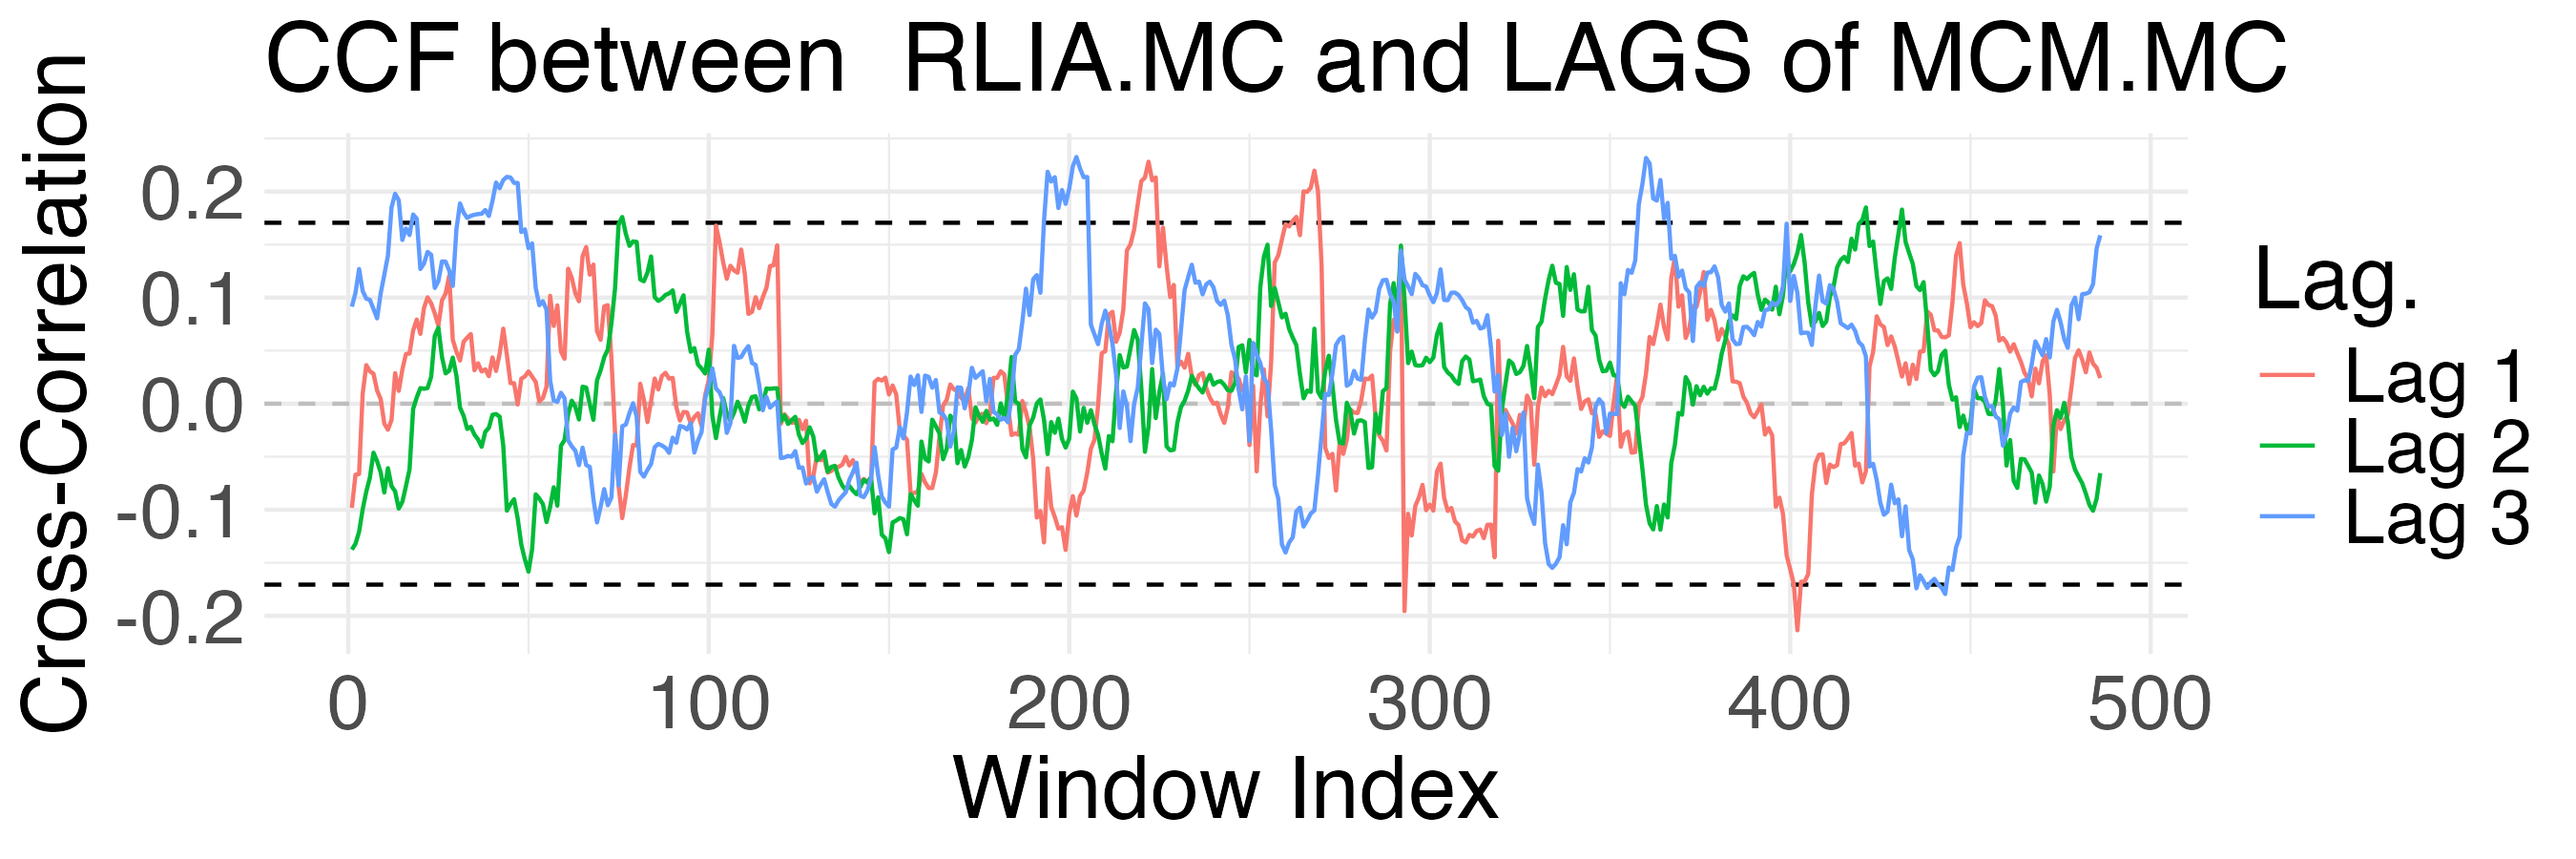 CCF between  RLIA.MC and LAGS of MCM.MC
Cross-Correlation
0.2
0.1
0.0
-0.1
-0.2
0 100 200 300 400 500
Window Index
Lag.
Lag 1
Lag 2
Lag 3